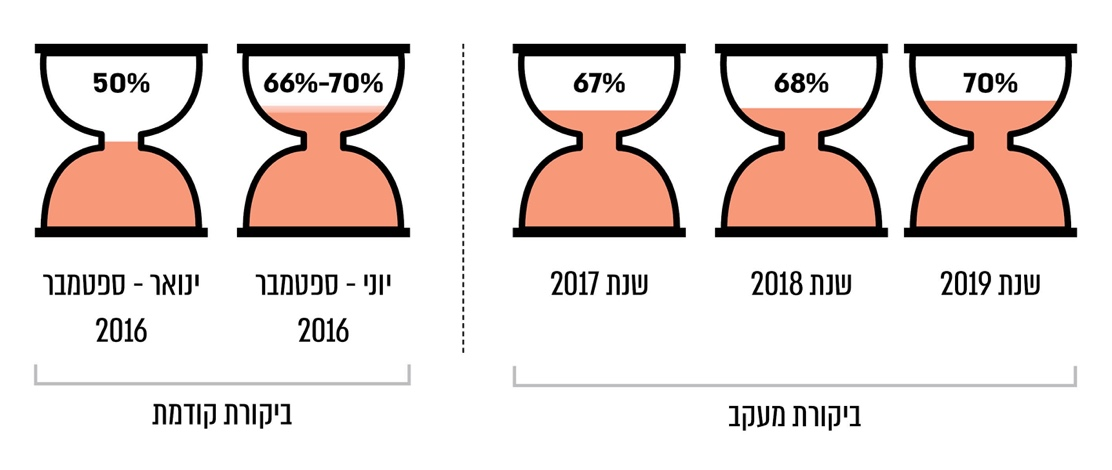 50%
66%-70%
67%
68%
70%
ינואר - ספטמבר
2016
יוני - ספטמבר
2016
שנת 2017
שנת 2018
שנת 2019
ביקורת קודמת
ביקורת מעקב